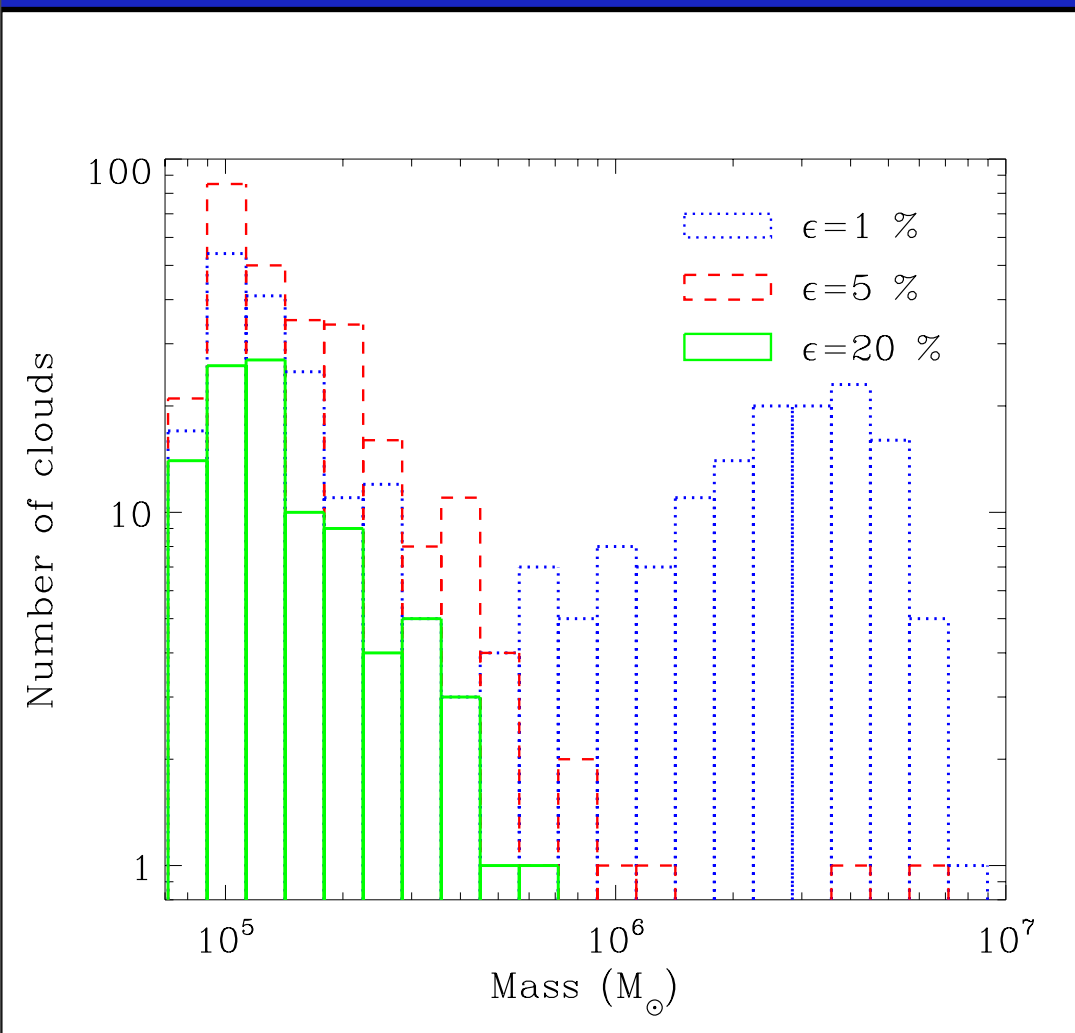 100
10
1
Number of clouds
ϵ=1 %
ϵ=5 %
ϵ=20 %
10⁵
10⁶
10⁷
Mass (M☉)